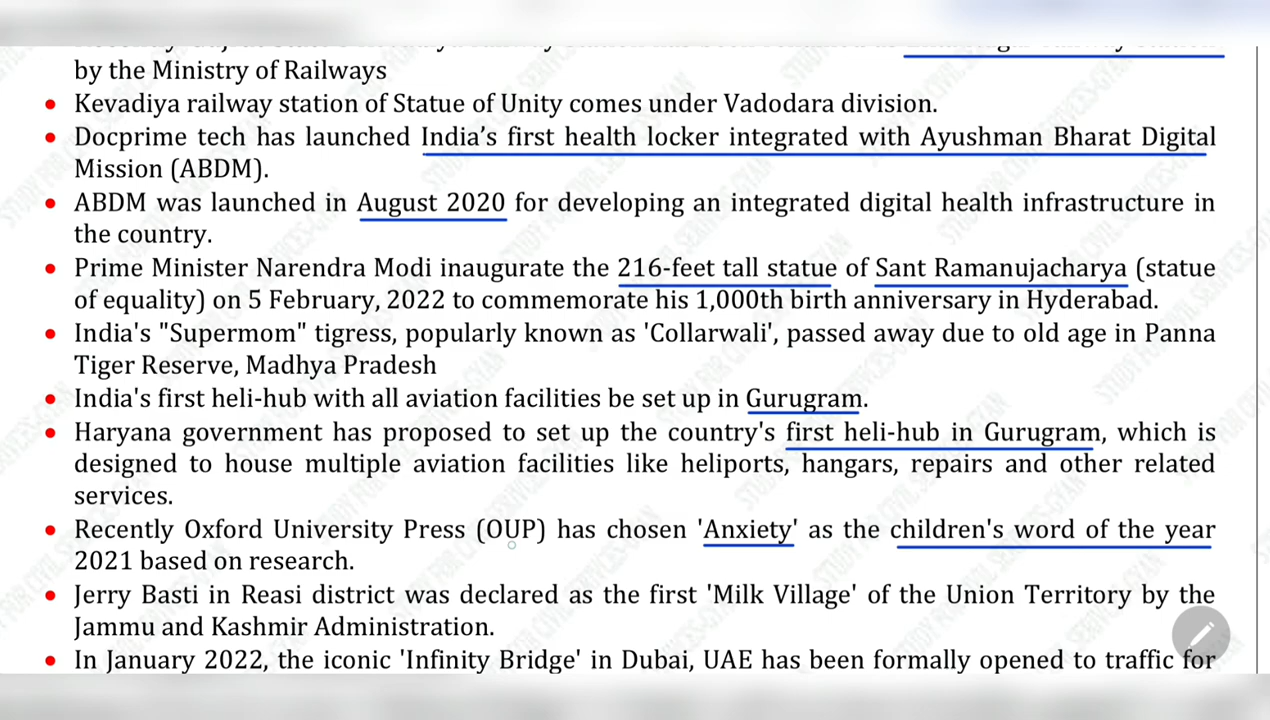 by the Ministry of Railways
• Kevadiya railway station of Statue of Unity comes under Vadodara division.
• Docprime tech has launched India’s first health locker integrated with Ayushman Bharat Digital
Mission (ABDM).
• ABDM was launched in August 2020 for developing an integrated digital health infrastructure in
the country.
• Prime Minister Narendra Modi inaugurate the 216-feet tall statue of Sant Ramanujacharya (statue
of equality) on 5 February, 2022 to commemorate his 1,000th birth anniversary in Hyderabad.
• India's "Supermom" tigress, popularly known as 'Collarwali', passed away due to old age in Panna
Tiger Reserve, Madhya Pradesh
• India's first heli-hub with all aviation facilities be set up in Gurugram.
• Haryana government has proposed to set up the country's first heli-hub in Gurugram, which is
designed to house multiple aviation facilities like heliports, hangars, repairs and other related
services.
• Recently Oxford University Press (OUP) has chosen 'Anxiety' as the children's word of the year
2021 based on research.
• Jerry Basti in Reasi district was declared as the first 'Milk Village' of the Union Territory by the
Jammu and Kashmir Administration.
• In January 2022, the iconic 'Infinity Bridge' in Dubai, UAE has been formally opened to traffic for